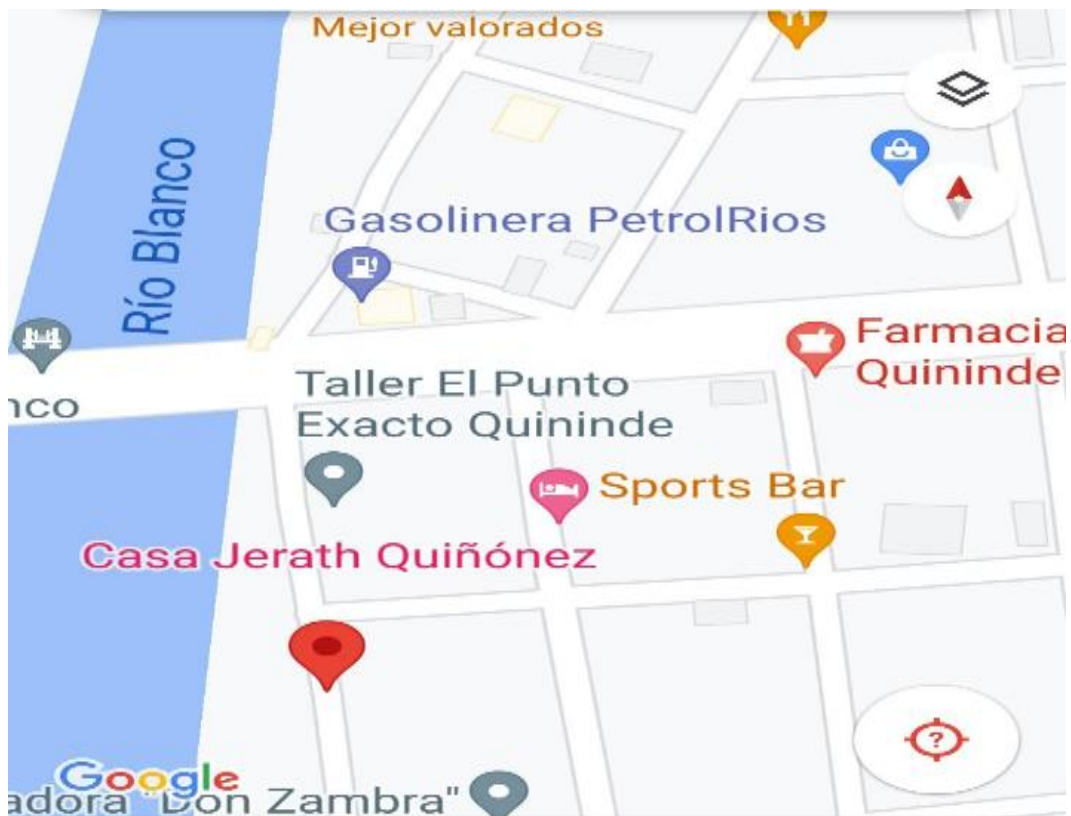 Mejor valorados
Río Blanco
Gasolinera PetrolRios
Farmacia
Quininde
nco
Taller El Punto
Exacto Quininde
Sports Bar
Casa Jerath Quiñónez
?
Google
adora "Don Zambra"